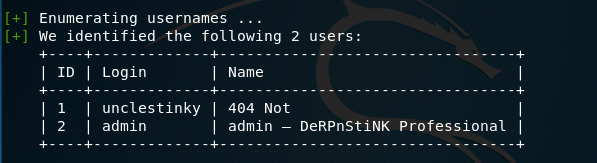 [+] Enumerating usernames ...
[+] We identified the following 2 users:
+----+-------------+---------------------------------+
| ID | Login       | Name                            |
+----+-------------+---------------------------------+
| 1  | unclestinky | 404 Not                         |
| 2  | admin       | admin – DeRPnStiNK Professional |
+----+-------------+---------------------------------+